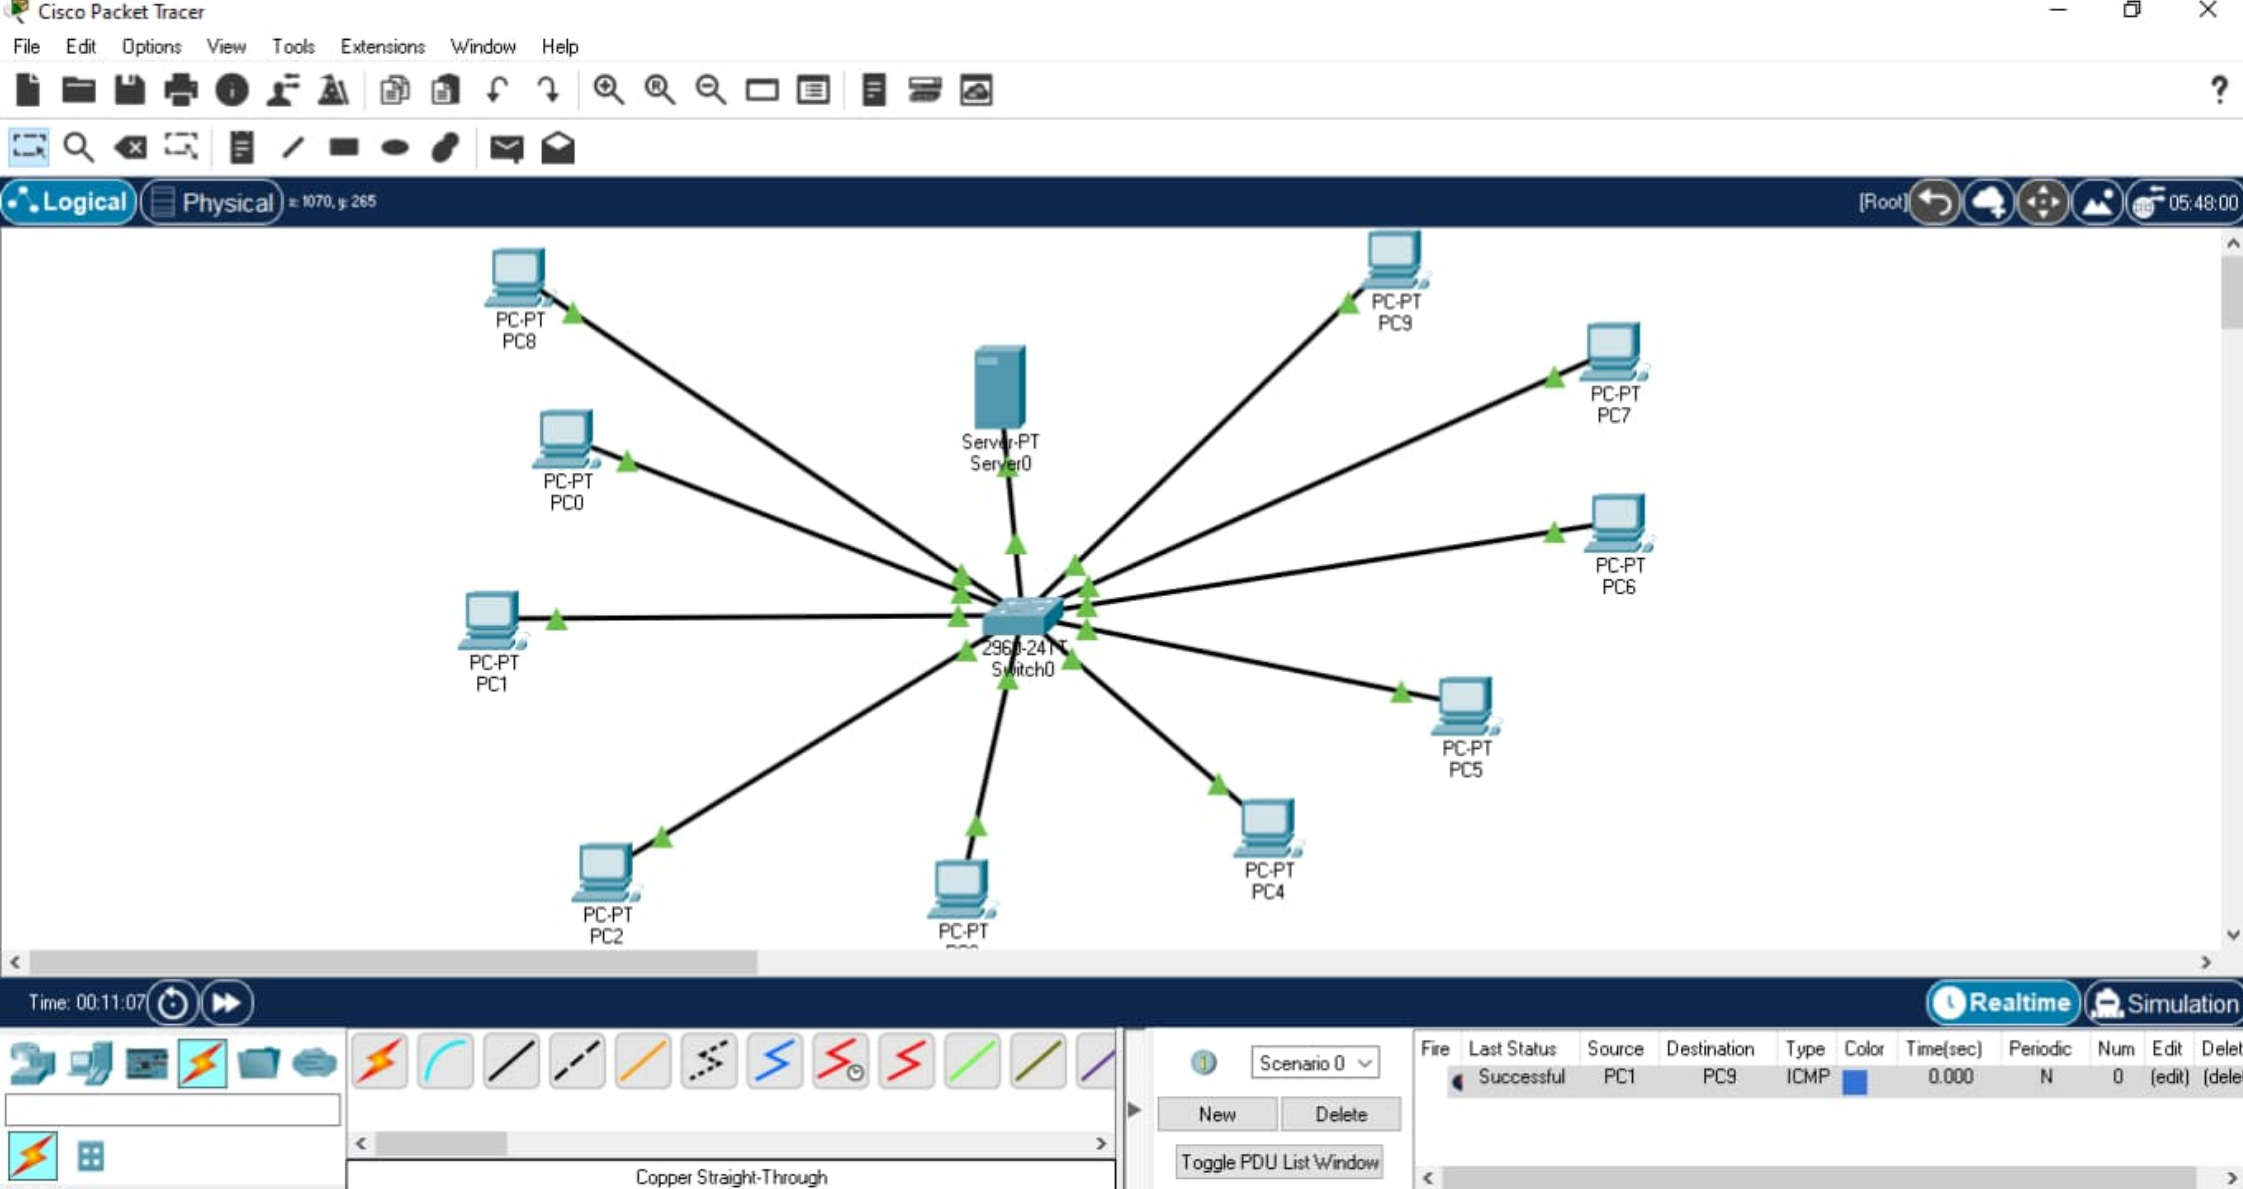 Cisco Packet Tracer
File Edit Options View Tools Extensions Window Help
Logical Physical x: 1070, y: 265 [Root] 05:48:00
PC-PT
PC8
PC-PT
PC9
PC-PT
PC7
Server-PT
Server0
PC-PT
PC0
PC-PT
PC6
PC-PT
PC1
2960-24TT
Switch0
PC-PT
PC5
PC-PT
PC4
PC-PT
PC2
PC-PT
Time: 00:11:07 Realtime Simulation
Scenario 0
New Delete
Toggle PDU List Window
Fire Last Status Source Destination Type Color Time(sec) Periodic Num Edit Delet
Successful PC1 PC9 ICMP 0.000 N 0 (edit) (dele
Copper Straight-Through